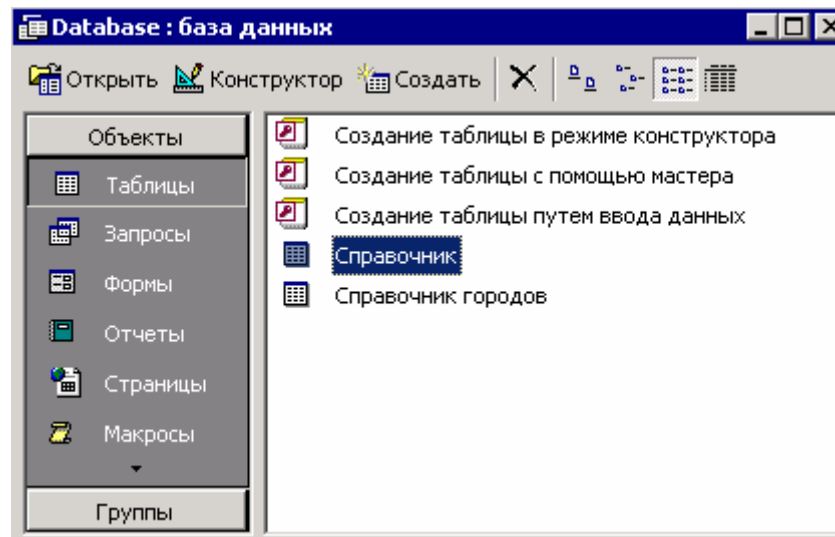 Database : база данных
Открыть Конструктор Создать
Объекты
Таблицы
Запросы
Формы
Отчеты
Страницы
Макросы
Группы
Создание таблицы в режиме конструктора
Создание таблицы с помощью мастера
Создание таблицы путем ввода данных
Справочник
Справочник городов